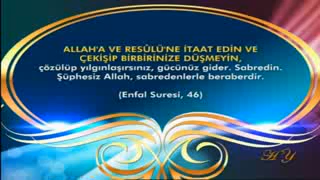 ALLAH'A VE RESÛLÜ'NE İTAAT EDİN VE
ÇEKİŞİP BİRBİRİNİZE DÜŞMEYİN,
çözülüp yılgınlaşırsınız, gücünüz gider. Sabredin.
Şüphesiz Allah, sabredenlerle beraberdir.
(Enfal Suresi, 46)
HY